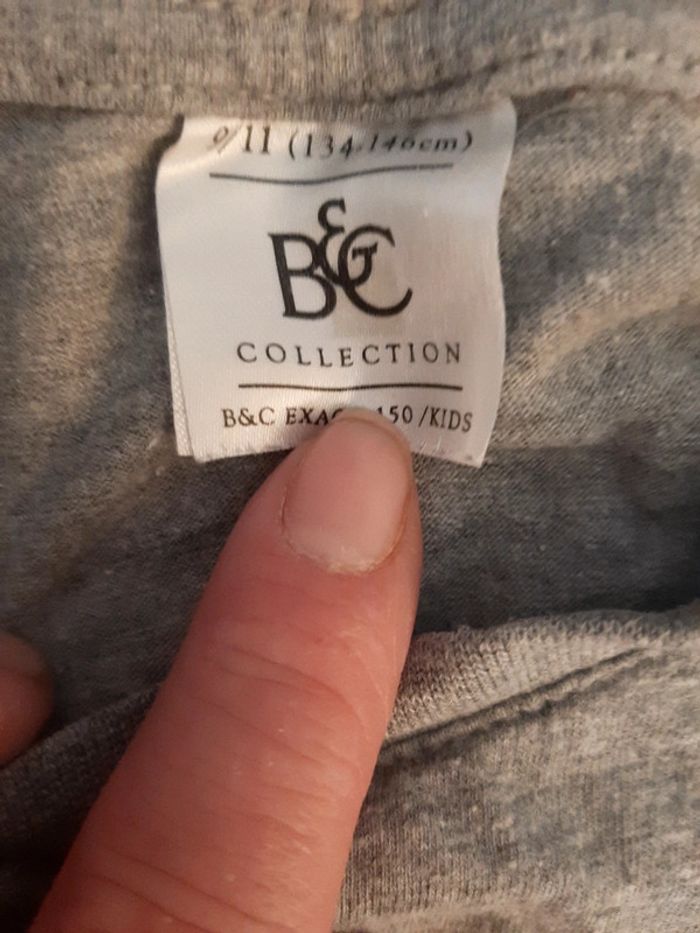 9/11 (134-146cm)
B&C
COLLECTION
B&C 150/KIDS